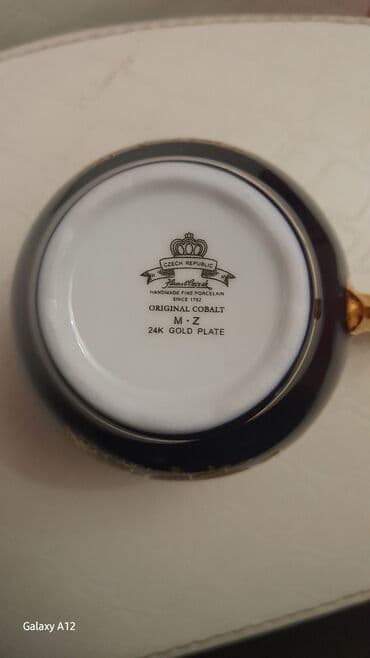 CZECH REPUBLIC
HANDMADE FINE PORCELAIN
SINCE 1792
ORIGINAL COBALT
M · Z
24K GOLD PLATE
Galaxy A12